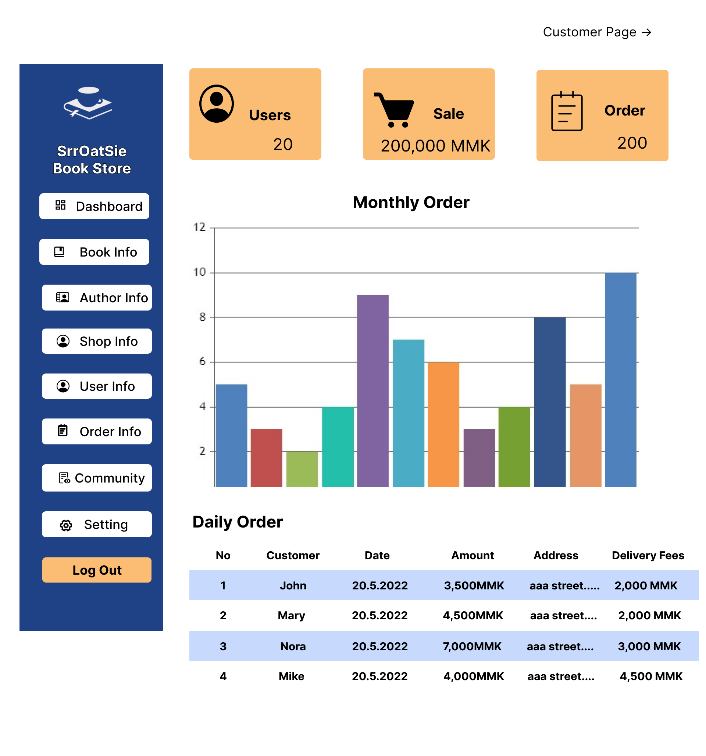 Customer Page →
SrrOatSie
Book Store
Dashboard
Book Info
Author Info
Shop Info
User Info
Order Info
Community
Setting
Log Out
Users
20
Sale
200,000 MMK
Order
200
Monthly Order
12
10
8
6
4
2
Daily Order
No Customer Date Amount Address Delivery Fees
1 John 20.5.2022 3,500MMK aaa street..... 2,000 MMK
2 Mary 20.5.2022 4,500MMK aaa street.... 2,000 MMK
3 Nora 20.5.2022 7,000MMK aaa street.... 3,000 MMK
4 Mike 20.5.2022 4,000MMK aaa street.... 4,500 MMK